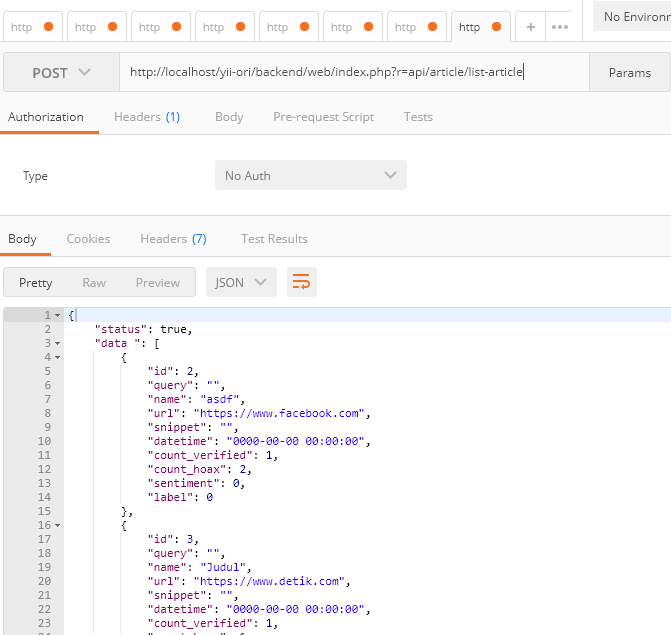 http http http http http http http http + ••• No Environm
POST http://localhost/yii-ori/backend/web/index.php?r=api/article/list-article Params
Authorization Headers (1) Body Pre-request Script Tests
Type No Auth
Body Cookies Headers (7) Test Results
Pretty Raw Preview JSON
1 {
2 "status": true,
3 "data ": [
4 {
5 "id": 2,
6 "query": "",
7 "name": "asdf",
8 "url": "https://www.facebook.com",
9 "snippet": "",
10 "datetime": "0000-00-00 00:00:00",
11 "count_verified": 1,
12 "count_hoax": 2,
13 "sentiment": 0,
14 "label": 0
15 },
16 {
17 "id": 3,
18 "query": "",
19 "name": "Judul",
20 "url": "https://www.detik.com",
21 "snippet": "",
22 "datetime": "0000-00-00 00:00:00",
23 "count_verified": 1,